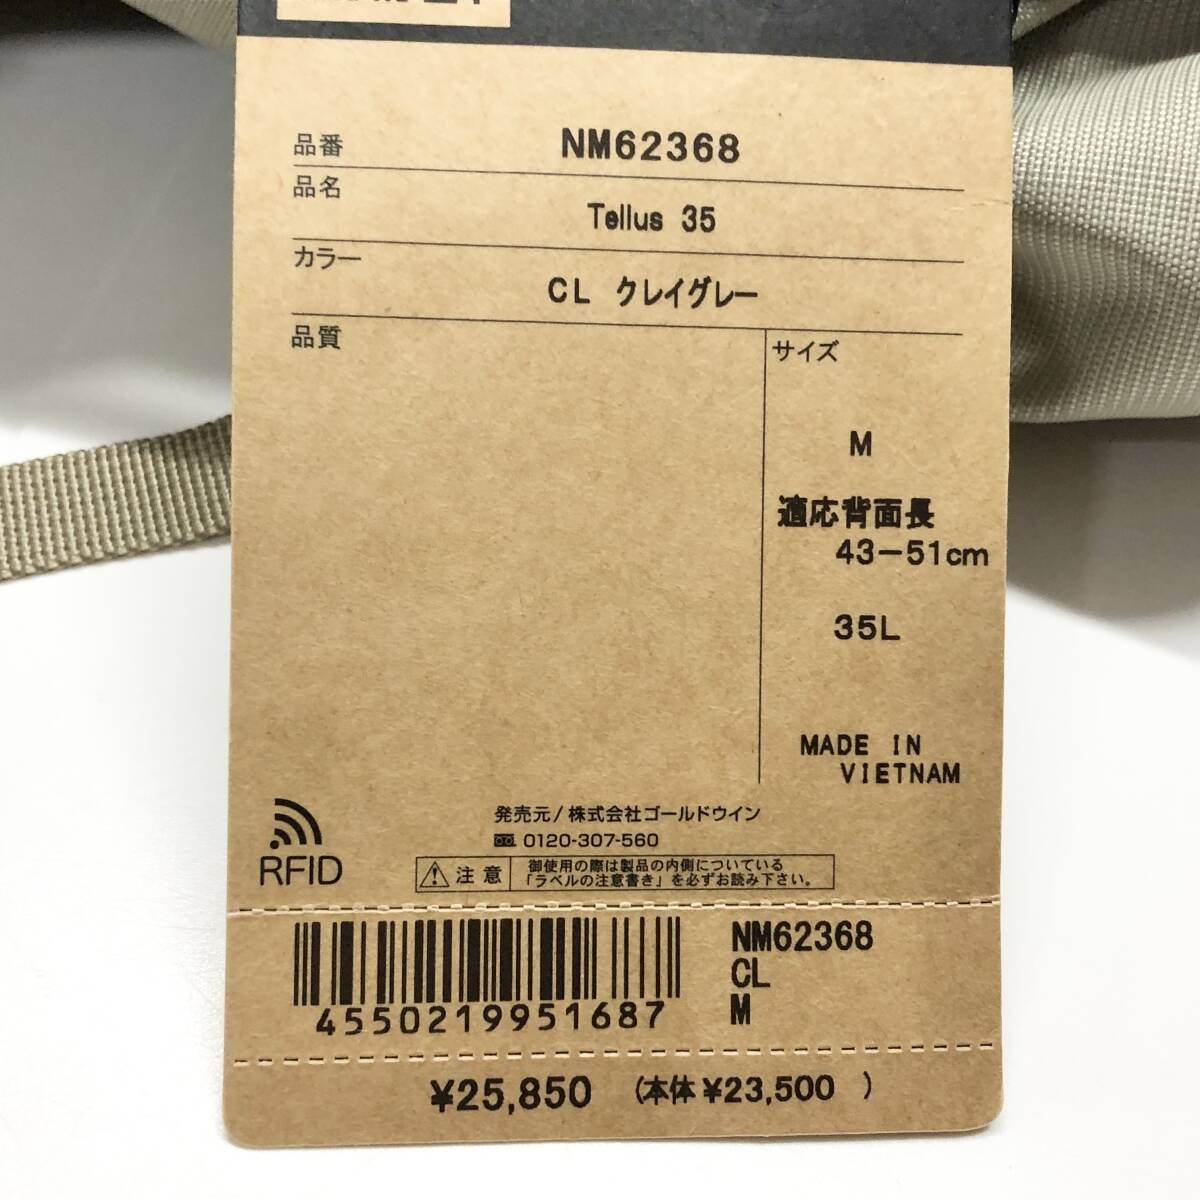 品番 NM62368
品名
Tellus 35
カラー
CL クレイグレー
品質
サイズ
M
適応背面長
43-51cm
35L
MADE IN
VIETNAM
発売元/株式会社ゴールドウイン
0120-307-560
RFID
注意
御使用の際は製品の内側についている
「ラベルの注意書き」を必ずお読み下さい。
4550219951687
NM62368
CL
M
¥25,850 (本体¥23,500 )